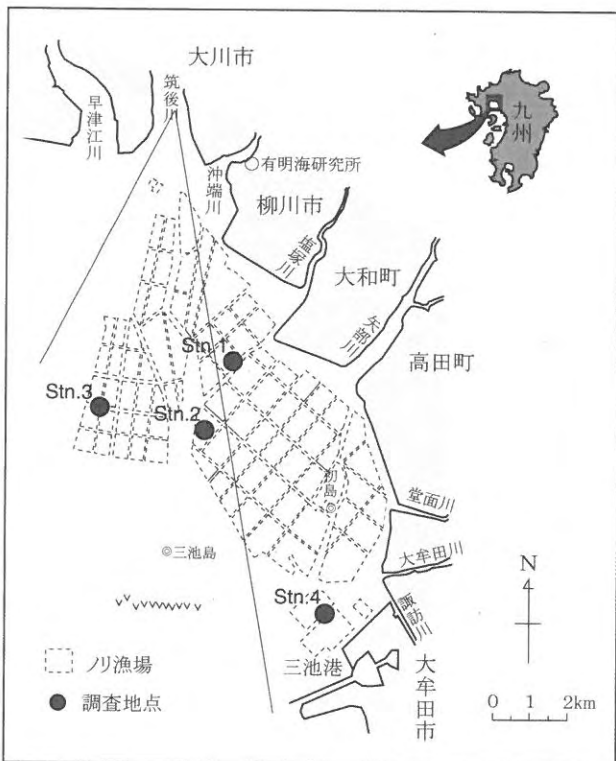 大川市
筑後川
早津江川
九州
有明海研究所
沖端川
柳川市
塩塚川
大和町
矢部川
高田町
Stn.1
Stn.3
Stn.2
初島
堂面川
三池島
大牟田川
N
Stn.4
諏訪川
ノリ漁場
三池港
調査地点
大牟田市
0 1 2km